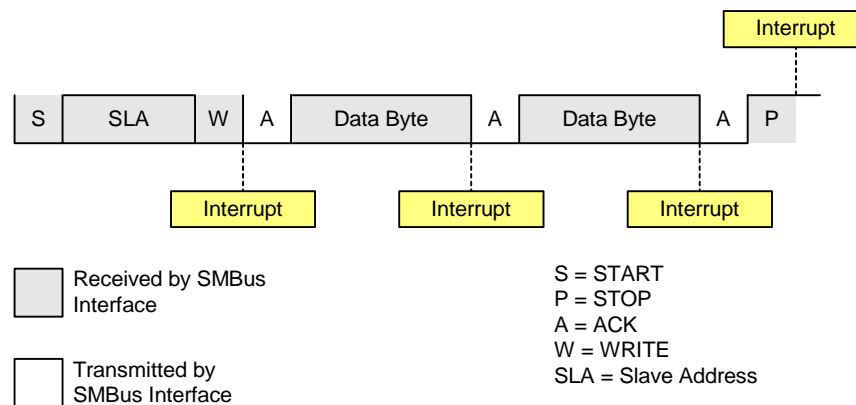 Interrupt
S SLA W A Data Byte A Data Byte A P
Interrupt Interrupt Interrupt
Received by SMBus
Interface
Transmitted by
SMBus Interface
S = START
P = STOP
A = ACK
W = WRITE
SLA = Slave Address